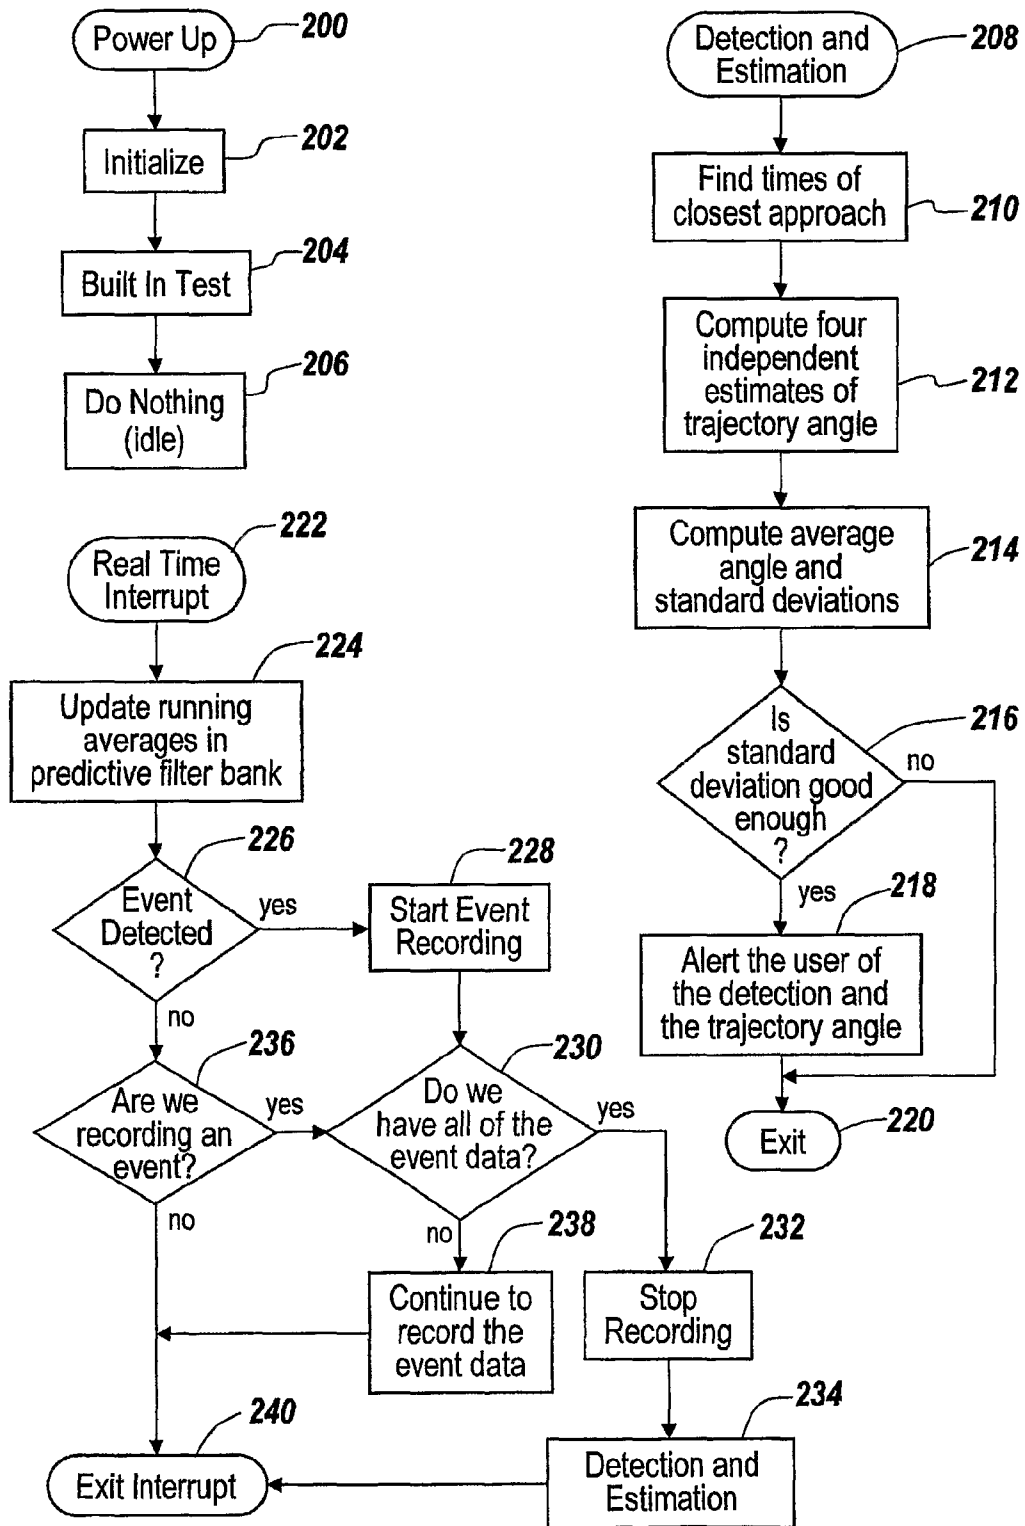 Power Up
200
Initialize
202
Built In Test
204
Do Nothing
(idle)
206
Detection and
Estimation
208
Find times of
closest approach
210
Compute four
independent
estimates of
trajectory angle
212
Compute average
angle and
standard deviations
214
Is
standard
deviation good
enough
?
216
no
yes
218
Alert the user of
the detection and
the trajectory angle
Exit
220
Real Time
Interrupt
222
224
Update running
averages in
predictive filter bank
226
Event
Detected
?
yes
no
228
Start Event
Recording
236
Are we
recording an
event?
yes
no
230
Do we
have all of the
event data?
yes
no
238
Continue to
record the
event data
232
Stop
Recording
234
Detection and
Estimation
240
Exit Interrupt